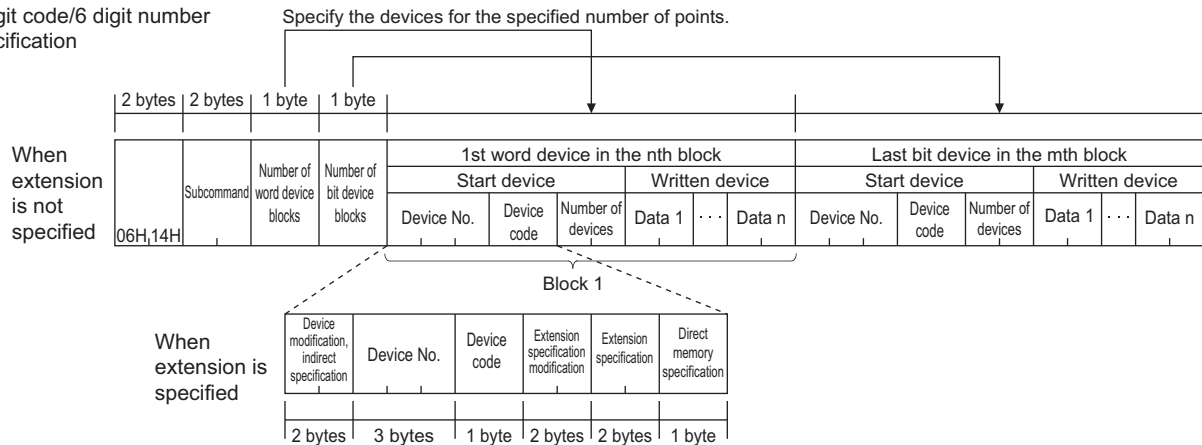 git code/6 digit number
cification
Specify the devices for the specified number of points.
2 bytes 2 bytes 1 byte 1 byte
When
extension
is not
specified
06H 14H
Subcommand
Number of
word device
blocks
Number of
bit device
blocks
1st word device in the nth block
Start device
Written device
Device No.
Device
code
Number of
devices
Data 1 ··· Data n
Last bit device in the mth block
Start device
Written device
Device No.
Device
code
Number of
devices
Data 1 ··· Data n
Block 1
When
extension is
specified
Device
modification,
indirect
specification
Device No.
Device
code
Extension
specification
modification
Extension
specification
Direct
memory
specification
2 bytes 3 bytes 1 byte 2 bytes 2 bytes 1 byte